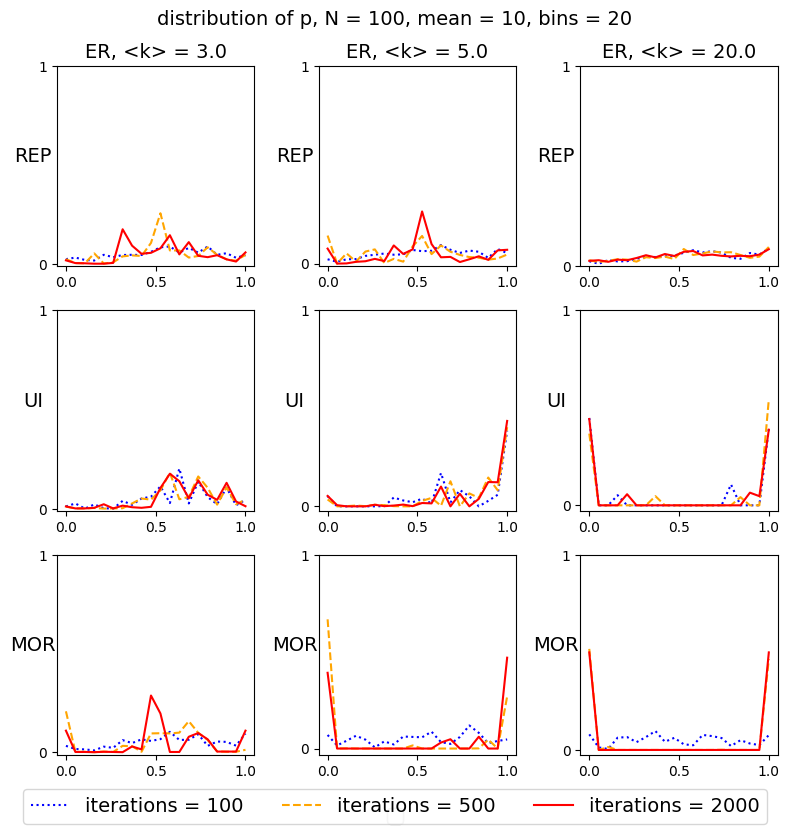 distribution of p, N = 100, mean = 10, bins = 20
ER, <k> = 3.0 ER, <k> = 5.0 ER, <k> = 20.0
1 1 1
REP REP REP
0 0 0
0.0 0.5 1.0 0.0 0.5 1.0 0.0 0.5 1.0
1 1 1
UI UI UI
0 0 0
0.0 0.5 1.0 0.0 0.5 1.0 0.0 0.5 1.0
1 1 1
MOR MOR MOR
0 0 0
0.0 0.5 1.0 0.0 0.5 1.0 0.0 0.5 1.0
iterations = 100 iterations = 500 iterations = 2000